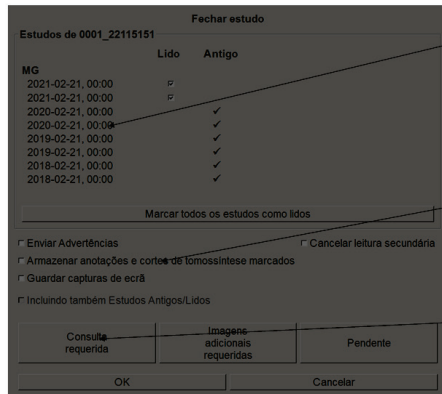 Fechar estudo
Estudos de 0001_22115151
Lido Antigo
MG
2021-02-21, 00:00
2021-02-21, 00:00
2020-02-21, 00:00
2020-02-21, 00:00
2019-02-21, 00:00
2019-02-21, 00:00
2018-02-21, 00:00
2018-02-21, 00:00
Marcar todos os estudos como lidos
Enviar Advertências Cancelar leitura secundária
Armazenar anotações e cortes de tomossíntese marcados
Guardar capturas de ecrã
Incluindo também Estudos Antigos/Lidos
Consulta
requerida
Imagens
adicionais
requeridas
Pendente
OK Cancelar